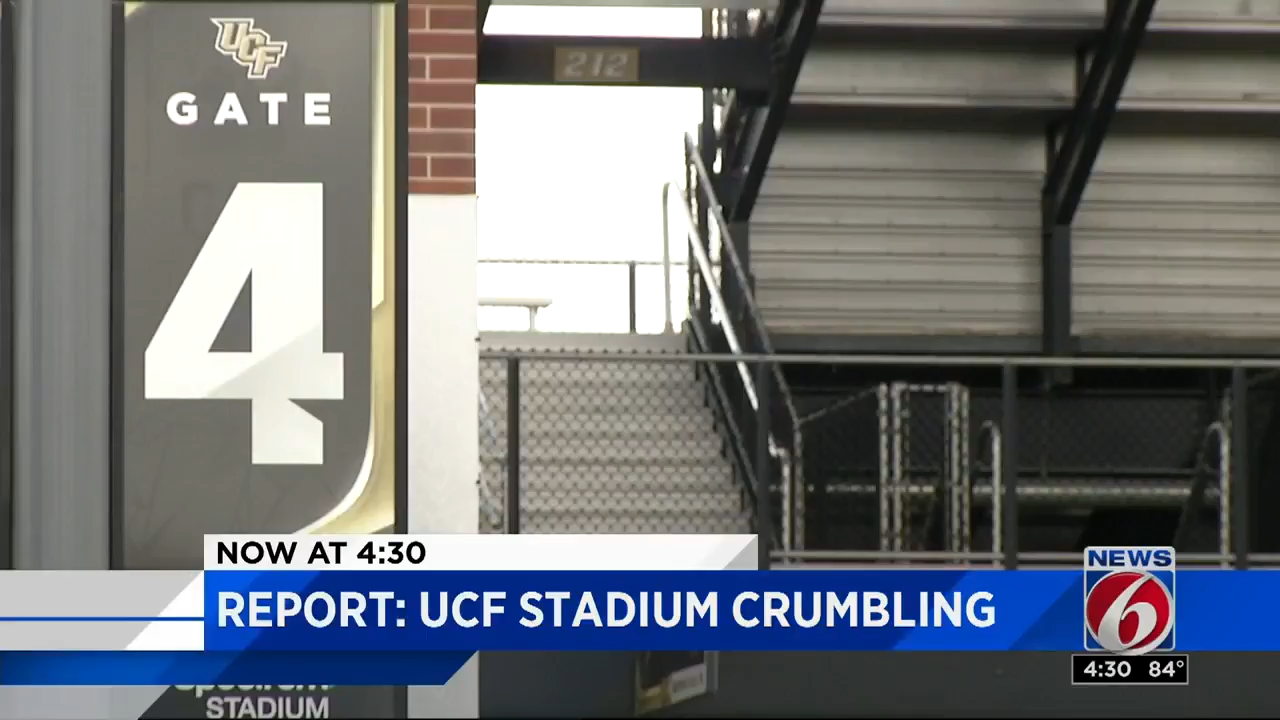 UCF
GATE
4
212
NOW AT 4:30
REPORT: UCF STADIUM CRUMBLING
NEWS
6
4:30 84°
STADIUM